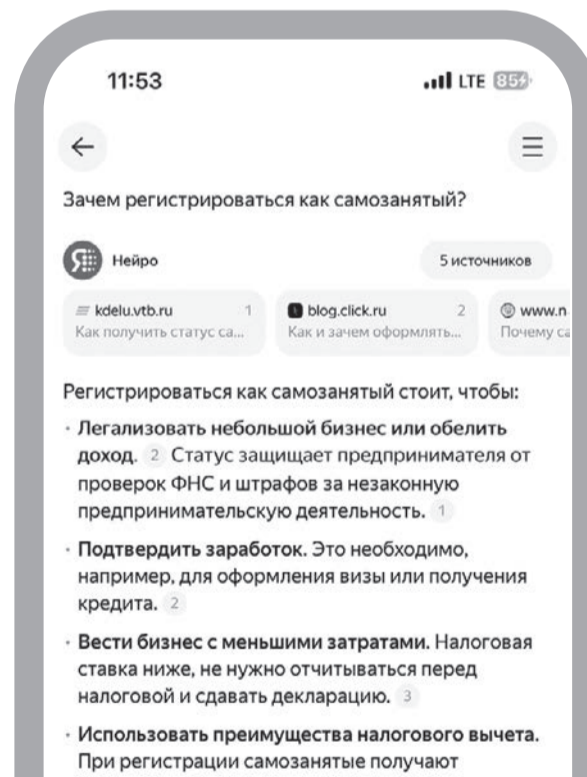 11:53
LTE 85
Зачем регистрироваться как самозанятый?
Нейро
5 источников
kdelu.vtb.ru 1
Как получить статус са...
blog.click.ru 2
Как и зачем оформлять...
www.n
Почему са
Регистрироваться как самозанятый стоит, чтобы:
· Легализовать небольшой бизнес или обелить
доход. 2 Статус защищает предпринимателя от
проверок ФНС и штрафов за незаконную
предпринимательскую деятельность. 1
· Подтвердить заработок. Это необходимо,
например, для оформления визы или получения
кредита. 2
· Вести бизнес с меньшими затратами. Налоговая
ставка ниже, не нужно отчитываться перед
налоговой и сдавать декларацию. 3
· Использовать преимущества налогового вычета.
При регистрации самозанятые получают